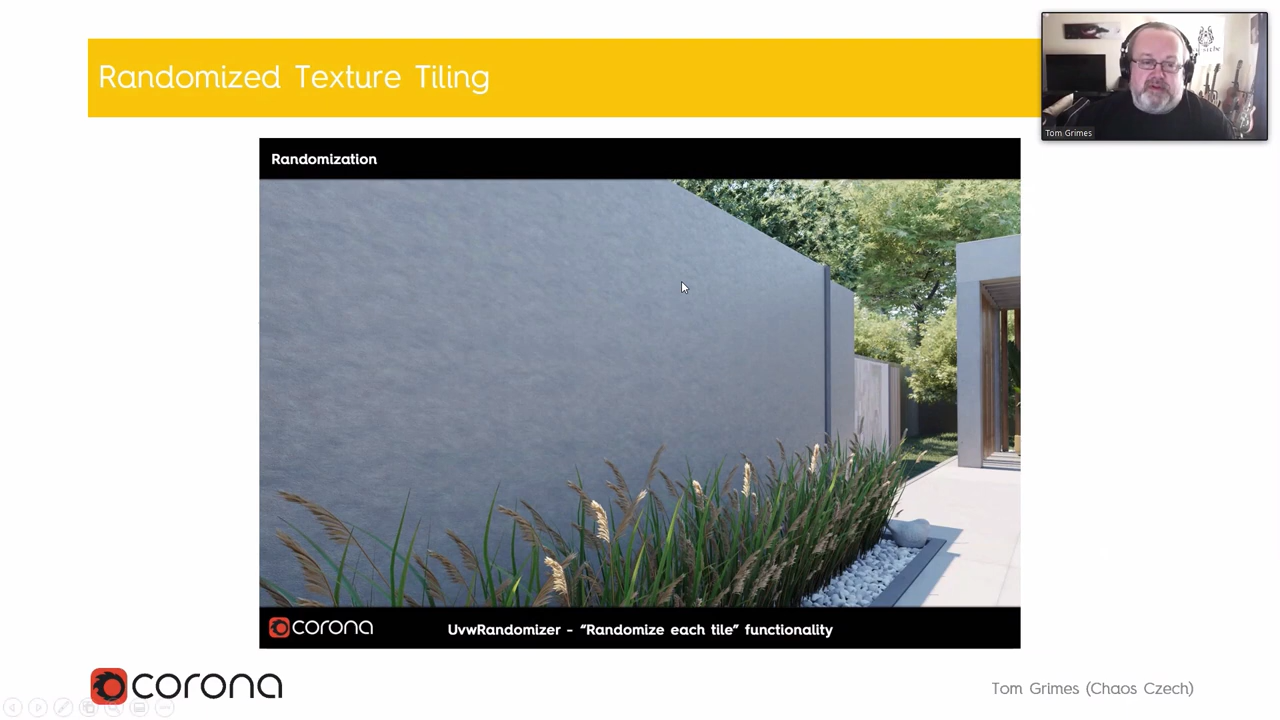 Randomized Texture Tiling
Tom Grimes
Randomization
corona
UvwRandomizer - “Randomize each tile” functionality
corona
Tom Grimes (Chaos Czech)